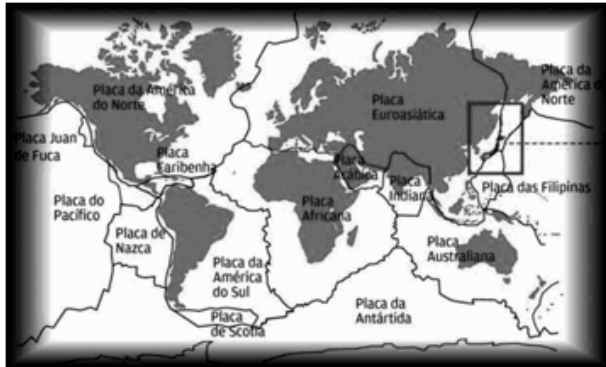 Placa da América
do Norte
Placa da
América do
Norte
Placa
Euroasiática
Placa Juan
de Fuca
Placa
Caribenha
Placa
Arábica
Placa
Indiana
Placa das Filipinas
Placa do
Pacífico
Placa
Africana
Placa de
Nazca
Placa da
América
do Sul
Placa
Australiana
Placa da
Antártida
Placa
de Scotia